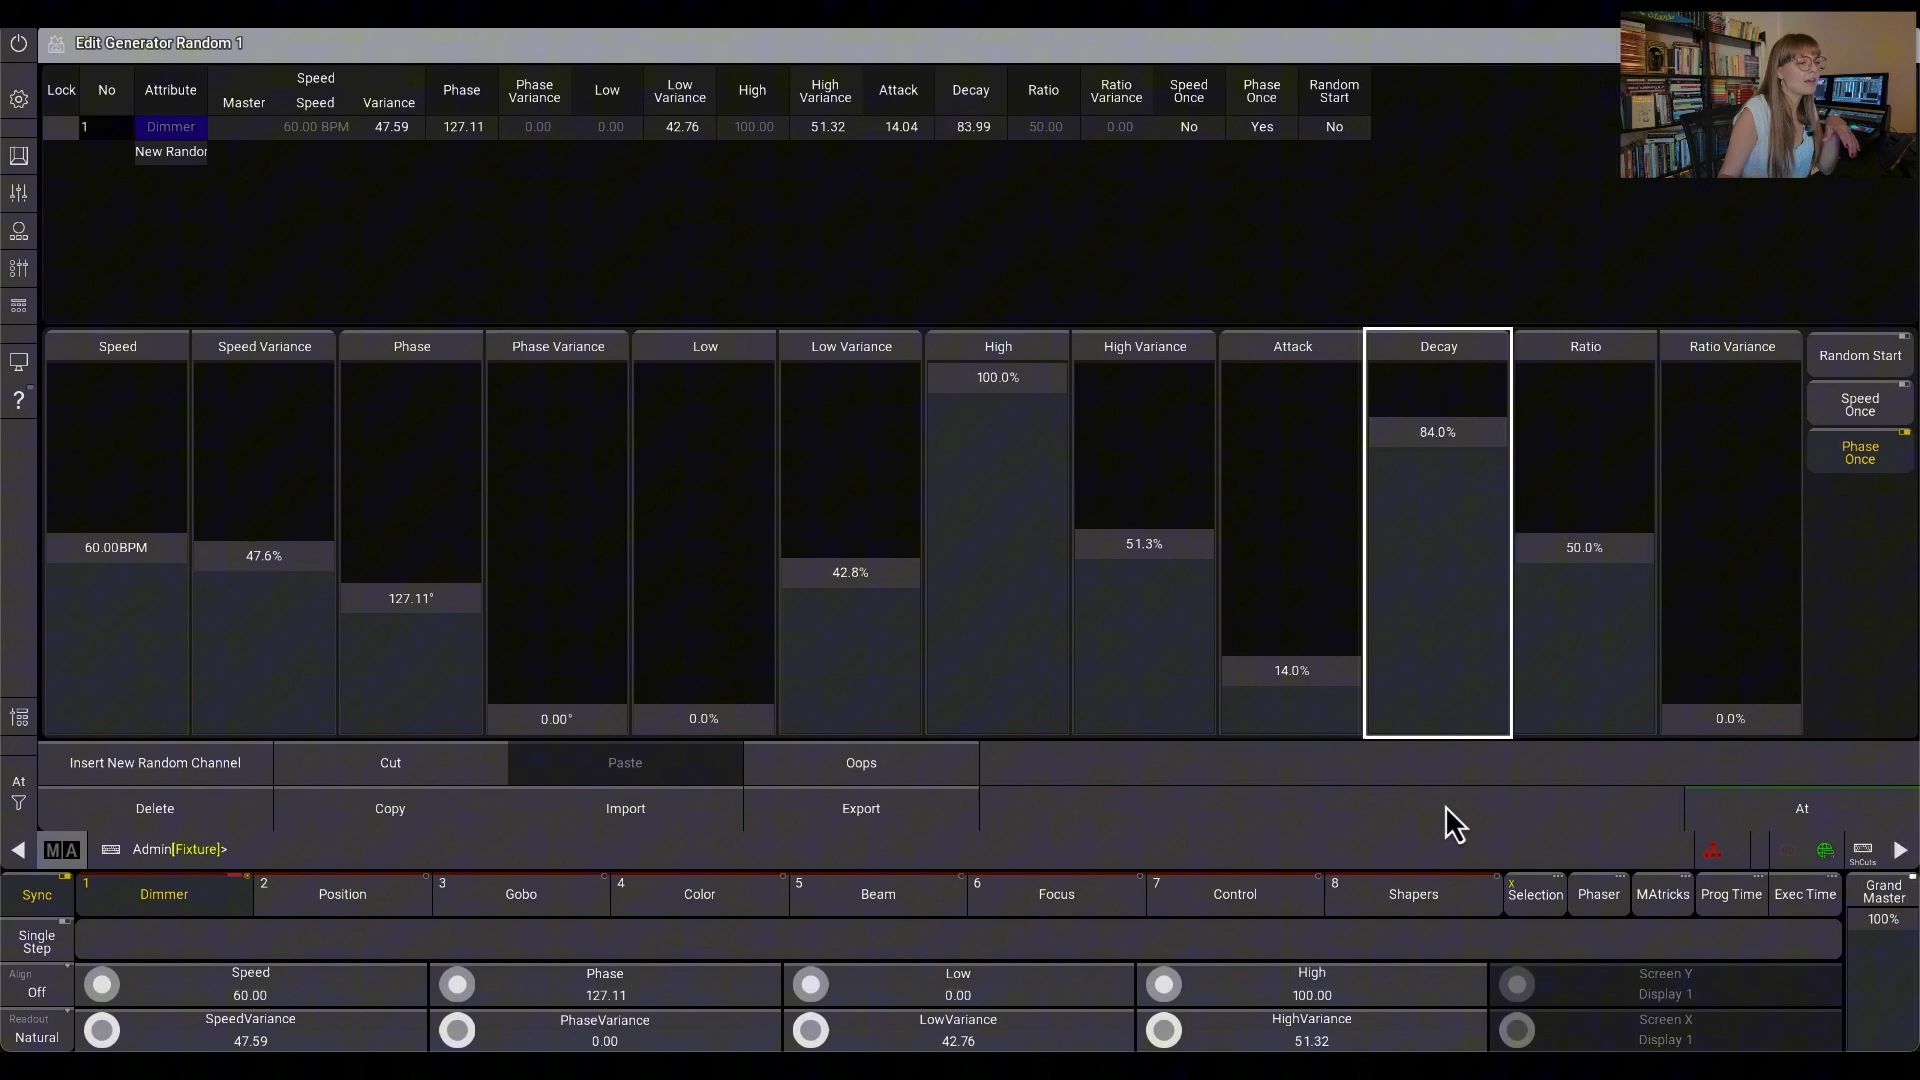 Edit Generator Random 1
Lock No Attribute Speed Master Speed Variance Phase Phase Variance Low Low Variance High High Variance Attack Decay Ratio Ratio Variance Speed Once Phase Once Random Start
1 Dimmer 60.00 BPM 47.59 127.11 0.00 0.00 42.76 100.00 51.32 14.04 83.99 50.00 0.00 No Yes No
New Randor
Speed Speed Variance Phase Phase Variance Low Low Variance High High Variance Attack Decay Ratio Ratio Variance
60.00BPM 47.6% 127.11° 0.00° 0.0% 42.8% 100.0% 51.3% 14.0% 84.0% 50.0% 0.0%
Random Start
Speed Once
Phase Once
?
Insert New Random Channel Cut Paste Oops
Delete Copy Import Export At
At
MA Admin[Fixture]> ShCuts
Sync 1 Dimmer 2 Position 3 Gobo 4 Color 5 Beam 6 Focus 7 Control 8 Shapers X Selection Phaser MAtricks Prog Time Exec Time Grand Master
100%
Single Step
Align Off Speed 60.00 Phase 127.11 Low 0.00 High 100.00 Screen Y Display 1
Readout Natural SpeedVariance 47.59 PhaseVariance 0.00 LowVariance 42.76 HighVariance 51.32 Screen X Display 1